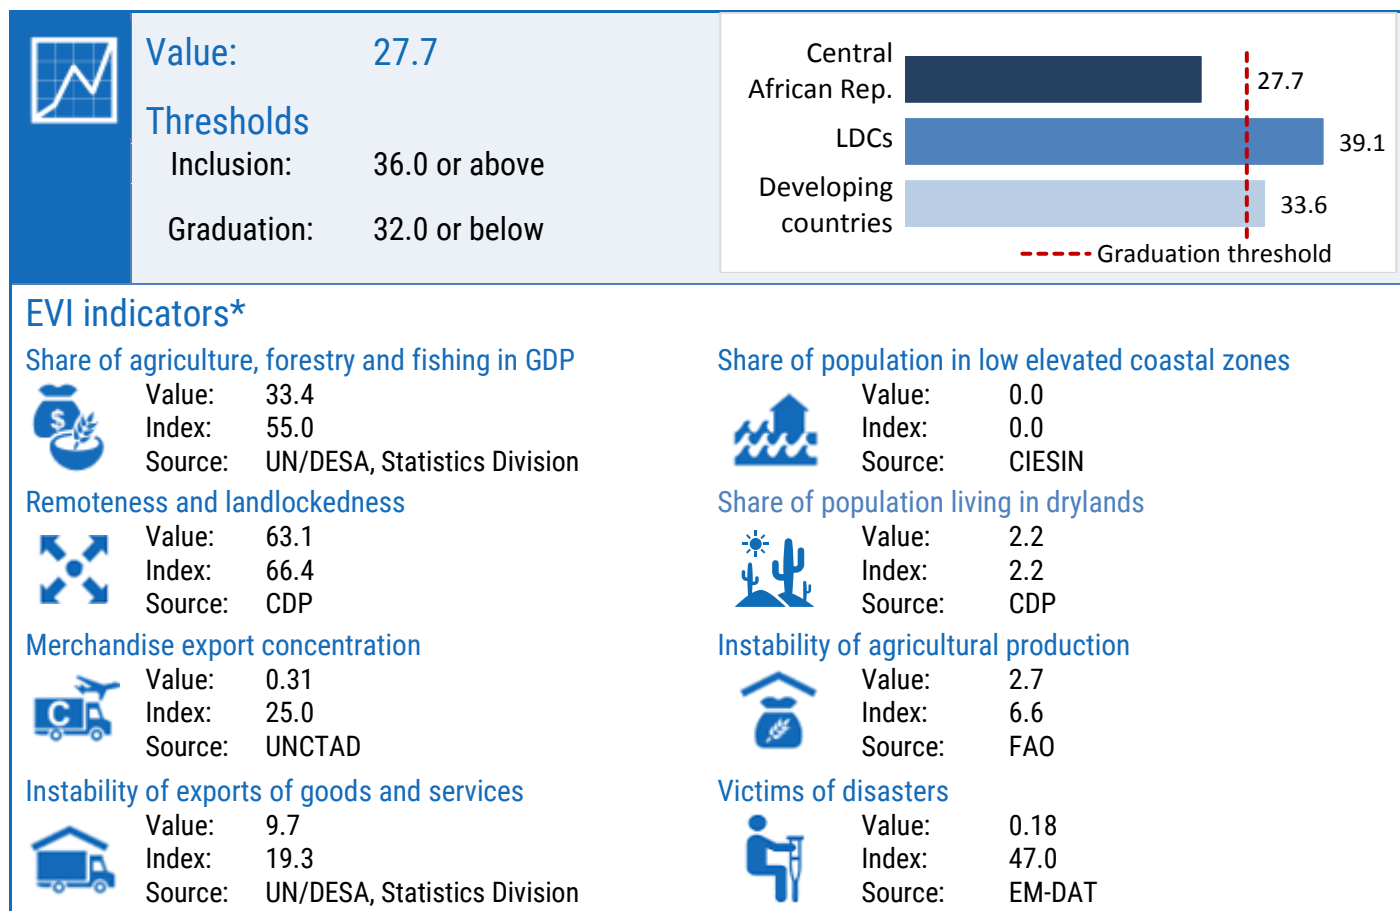 Value: 27.7
Thresholds
Inclusion: 36.0 or above
Graduation: 32.0 or below
Central
African Rep.
27.7
LDCs
39.1
Developing
countries
33.6
Graduation threshold
EVI indicators*
Share of agriculture, forestry and fishing in GDP
Value: 33.4
Index: 55.0
Source: UN/DESA, Statistics Division
Share of population in low elevated coastal zones
Value: 0.0
Index: 0.0
Source: CIESIN
Remoteness and landlockedness
Value: 63.1
Index: 66.4
Source: CDP
Share of population living in drylands
Value: 2.2
Index: 2.2
Source: CDP
Merchandise export concentration
C
Value: 0.31
Index: 25.0
Source: UNCTAD
Instability of agricultural production
Value: 2.7
Index: 6.6
Source: FAO
Instability of exports of goods and services
Value: 9.7
Index: 19.3
Source: UN/DESA, Statistics Division
Victims of disasters
Value: 0.18
Index: 47.0
Source: EM-DAT